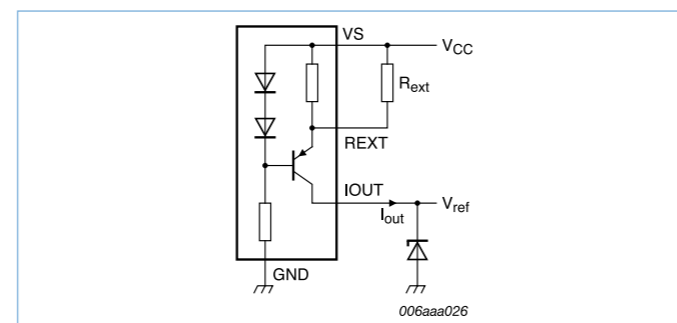 VS
VCC
Rext
REXT
IOUT
Iout
Vref
GND
006aaa026